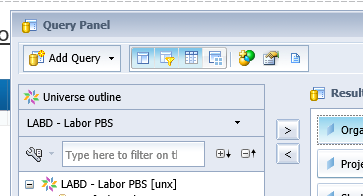 Query Panel
Add Query
Universe outline
Resul
LABD - Labor PBS
> Orga
Type here to filter on tl
< Proje
LABD - Labor PBS [unx]